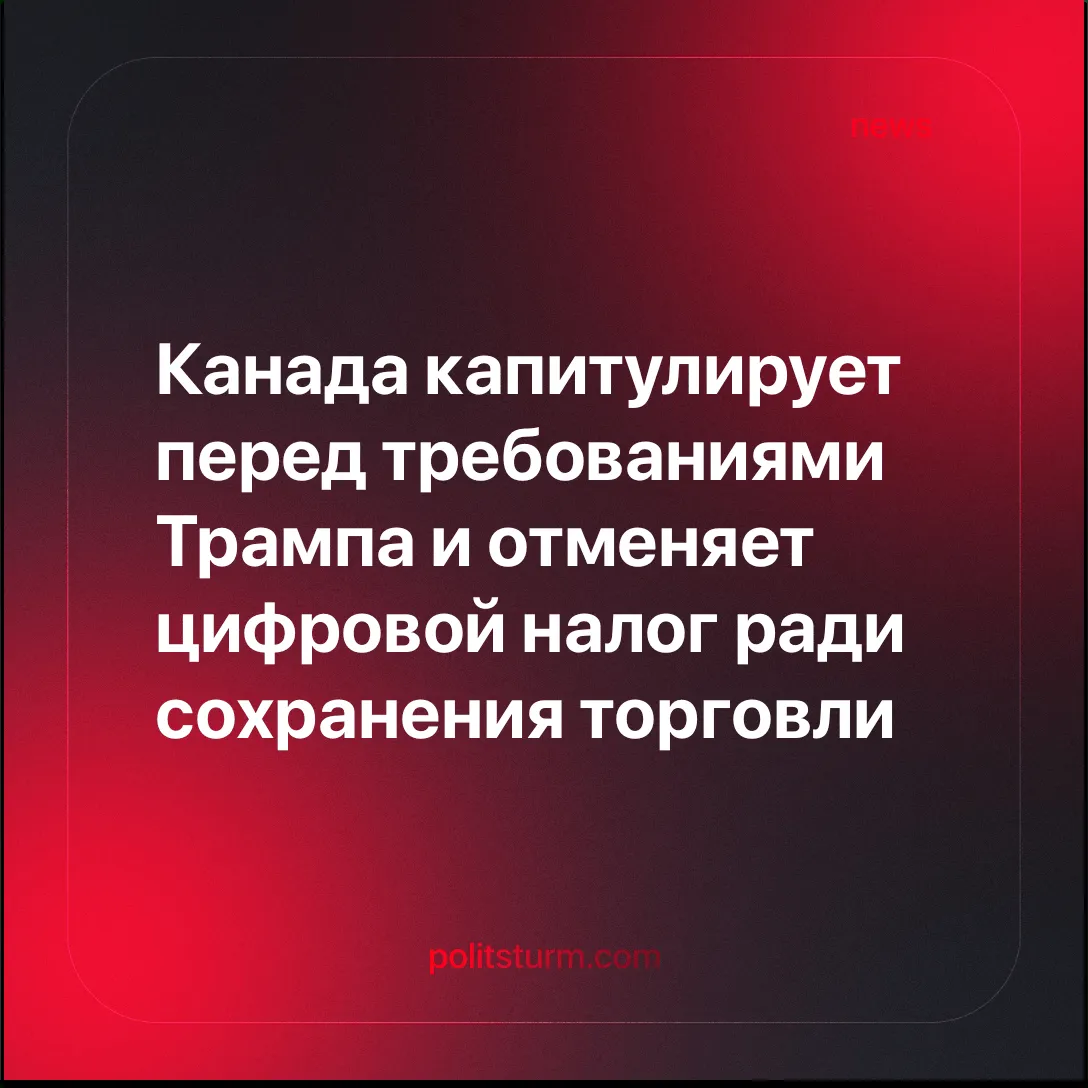 news
Канада капитулирует
перед требованиями
Трампа и отменяет
цифровой налог ради
сохранения торговли
politsturm.com